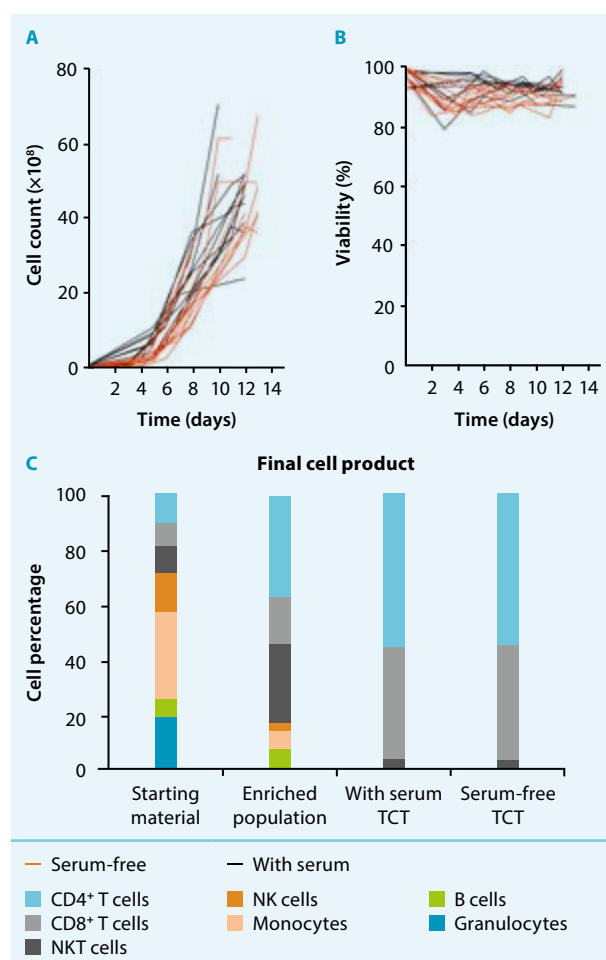 A
B
80
60
40
20
0
Cell count (×10⁸)
2 4 6 8 10 12 14
Time (days)
100
80
60
40
20
0
Viability (%)
2 4 6 8 10 12 14
Time (days)
C
Final cell product
100
80
60
40
20
0
Cell percentage
Starting material
Enriched population
With serum TCT
Serum-free TCT
Serum-free
With serum
CD4⁺ T cells
NK cells
B cells
CD8⁺ T cells
Monocytes
Granulocytes
NKT cells